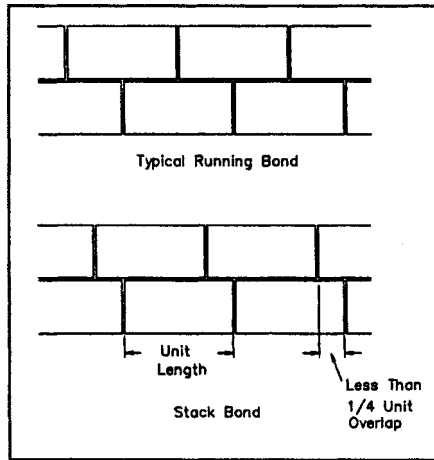 Typical Running Bond
Unit
Length
Less Than
1/4 Unit
Overlap
Stack Bond